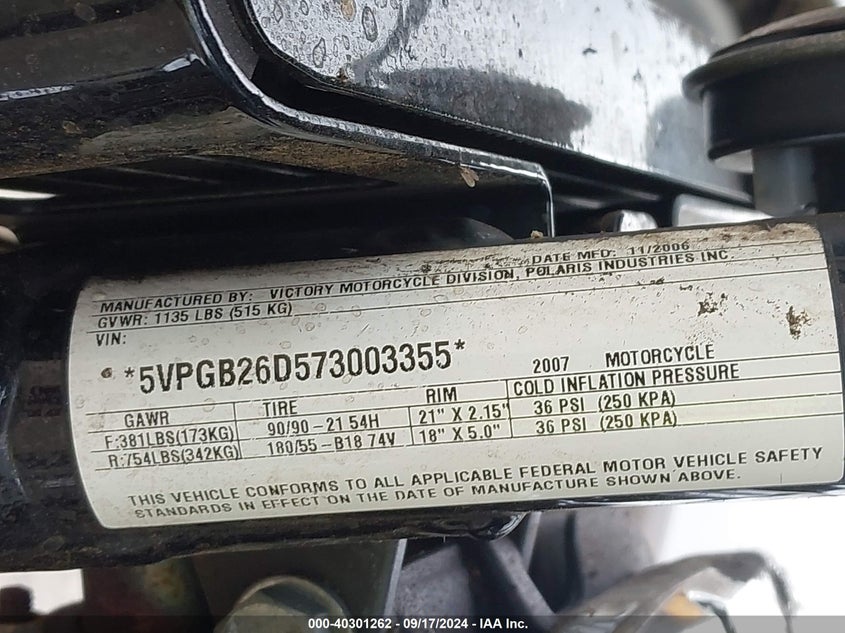 DATE MFD: 11/2006
MANUFACTURED BY: VICTORY MOTORCYCLE DIVISION, POLARIS INDUSTRIES INC.
GVWR: 1135 LBS (515 KG)
VIN:
*5VPGB26D573003355* 2007 MOTORCYCLE
GAWR TIRE RIM COLD INFLATION PRESSURE
F:381LBS(173KG) 90/90-21 54H 21" X 2.15" 36 PSI (250 KPA)
R:754LBS(342KG) 180/55-B18 74V 18" X 5.0" 36 PSI (250 KPA)
THIS VEHICLE CONFORMS TO ALL APPLICABLE FEDERAL MOTOR VEHICLE SAFETY
STANDARDS IN EFFECT ON THE DATE OF MANUFACTURE SHOWN ABOVE.
000-40301262 - 09/17/2024 - IAA Inc.